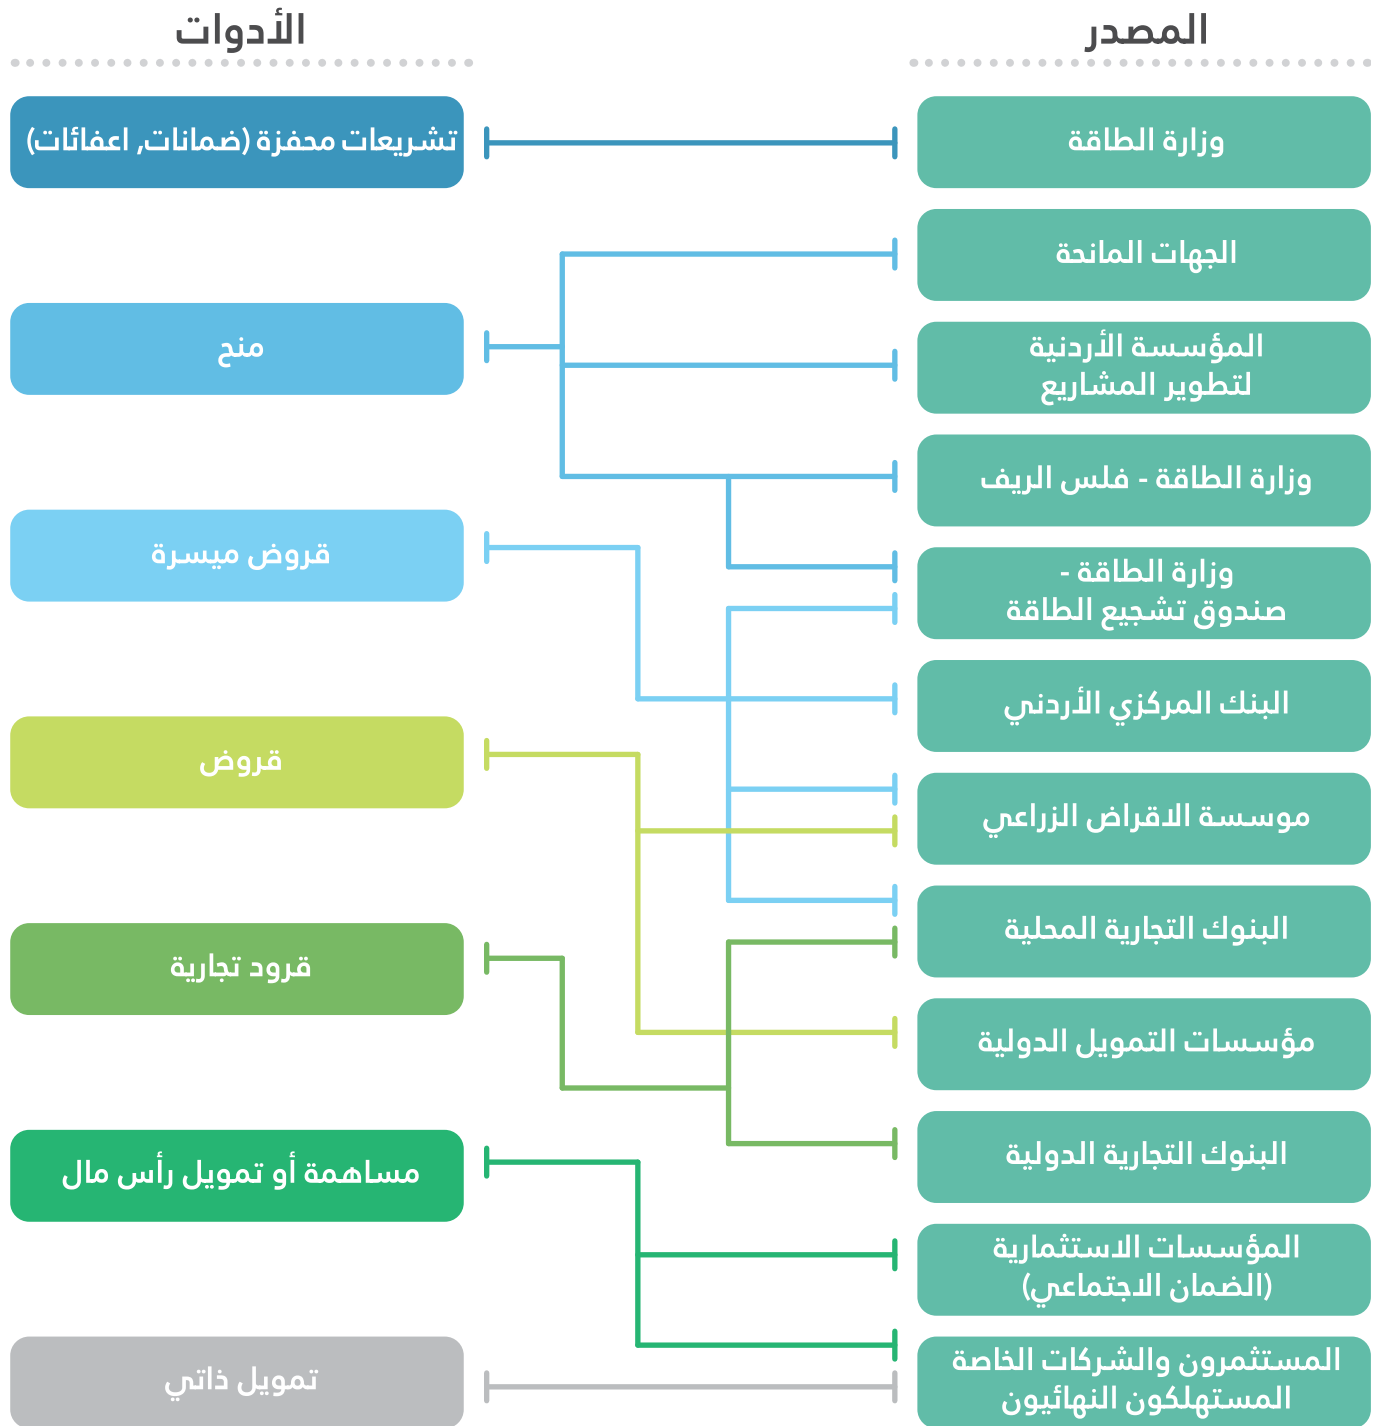 المصدر
وزارة الطاقة
الجهات المانحة
المؤسسة الأردنية
لتطوير المشاريع
وزارة الطاقة - فلس الريف
وزارة الطاقة -
صندوق تشجيع الطاقة
البنك المركزي الأردني
موسسة الاقراض الزراعي
البنوك التجارية المحلية
مؤسسات التمويل الدولية
البنوك التجارية الدولية
المؤسسات الاستثمارية
(الضمان الاجتماعي)
المستثمرون والشركات الخاصة
المستهلكون النهائيون
الأدوات
تشريعات محفزة (ضمانات, اعفائات)
منح
قروض ميسرة
قروض
قرود تجارية
مساهمة أو تمويل رأس مال
تمويل ذاتي